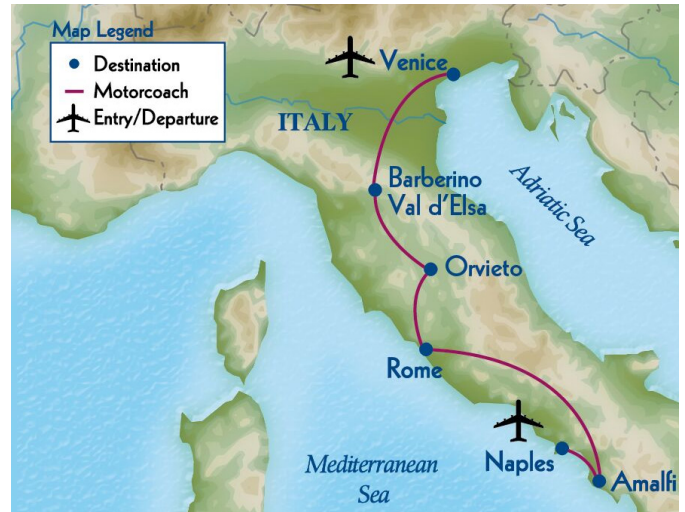 Map Legend
Destination
Motorcoach
Entry/Departure
Venice
ITALY
Barberino
Val d'Elsa
Adriatic Sea
Orvieto
Rome
Naples
Amalfi
Mediterranean
Sea